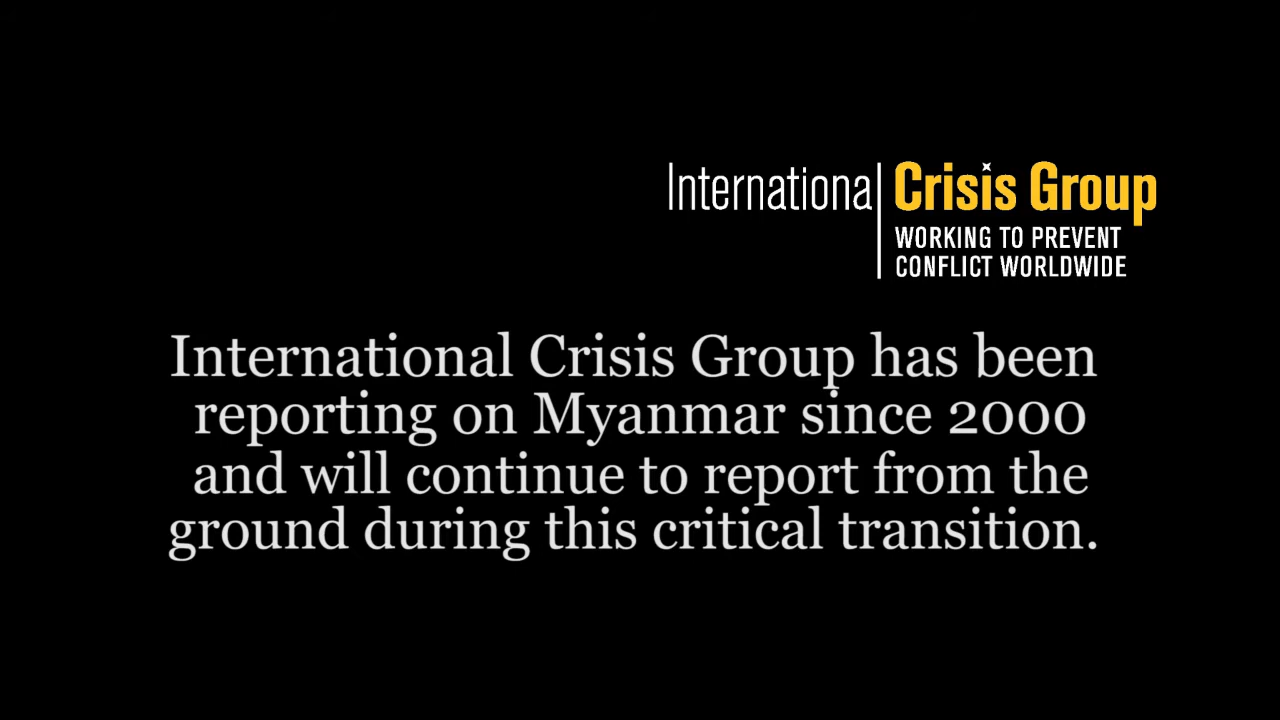 International Crisis Group
WORKING TO PREVENT
CONFLICT WORLDWIDE
International Crisis Group has been
reporting on Myanmar since 2000
and will continue to report from the
ground during this critical transition.